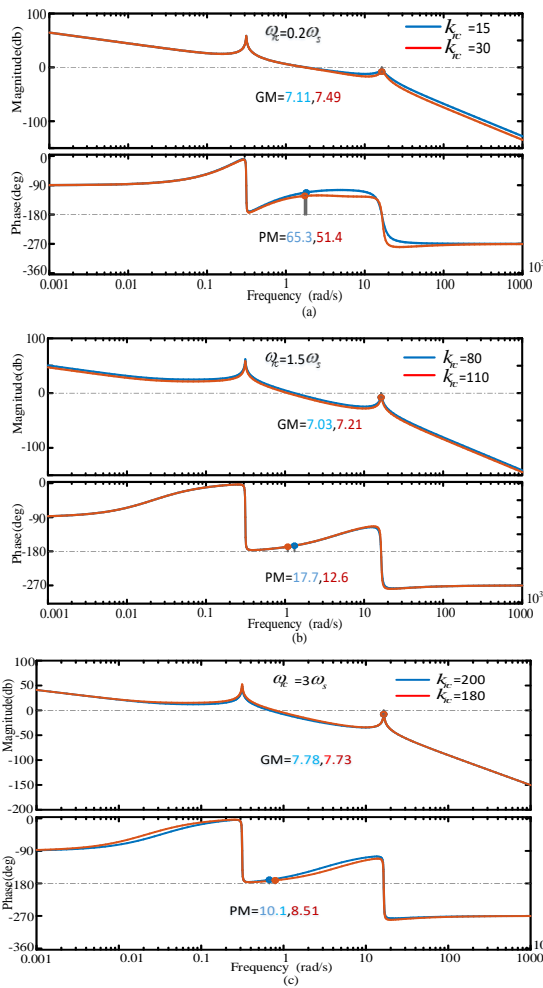 100
ω_rc=0.2ω_s
k_rc=15
k_rc=30
0
Magnitude(db)
GM=7.11,7.49
-100
0
-90
-180
Phase(deg)
PM=65.3,51.4
-270
-360
10³
0.001 0.01 0.1 1 10 100 1000
Frequency (rad/s)
(a)
100
ω_rc=1.5ω_s
k_rc=80
k_rc=110
0
Magnitude(db)
GM=7.03,7.21
-100
0
-90
-180
Phase(deg)
PM=17.7,12.6
-270
10³
0.001 0.01 0.1 1 10 100 1000
Frequency (rad/s)
(b)
100
ω_rc =3ω_s
k_rc=200
k_rc=180
50
0
-50
Magnitude(db)
GM=7.78,7.73
-100
-150
-200
0
-90
180
Phase(deg)
PM=10.1,8.51
-270
-360
10
0.001 0.01 0.1 1 10 100 1000
Frequency (rad/s)
(c)